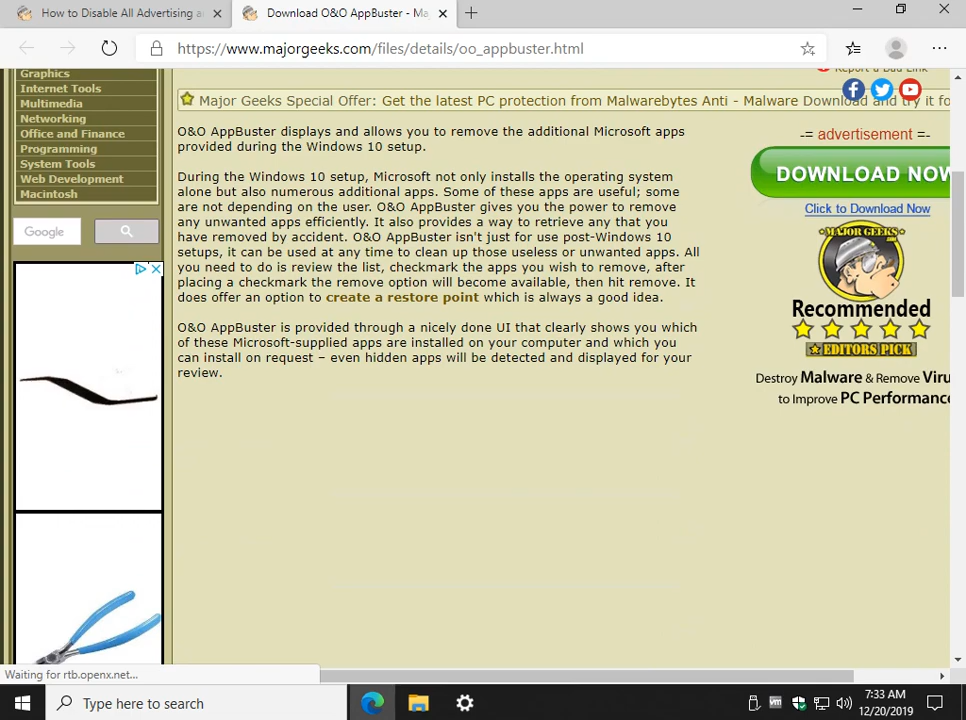 How to Disable All Advertising a
Download O&O AppBuster - Ma
https://www.majorgeeks.com/files/details/oo_appbuster.html
Graphics
Internet Tools
Multimedia
Networking
Office and Finance
Programming
System Tools
Web Development
Macintosh
Google
Report a Bad Link
Major Geeks Special Offer: Get the latest PC protection from Malwarebytes Anti - Malware Download and try it fo
O&O AppBuster displays and allows you to remove the additional Microsoft apps
provided during the Windows 10 setup.
During the Windows 10 setup, Microsoft not only installs the operating system
alone but also numerous additional apps. Some of these apps are useful; some
are not depending on the user. O&O AppBuster gives you the power to remove
any unwanted apps efficiently. It also provides a way to retrieve any that you
have removed by accident. O&O AppBuster isn't just for use post-Windows 10
setups, it can be used at any time to clean up those useless or unwanted apps. All
you need to do is review the list, checkmark the apps you wish to remove, after
placing a checkmark the remove option will become available, then hit remove. It
does offer an option to create a restore point which is always a good idea.
O&O AppBuster is provided through a nicely done UI that clearly shows you which
of these Microsoft-supplied apps are installed on your computer and which you
can install on request – even hidden apps will be detected and displayed for your
review.
-= advertisement =-
DOWNLOAD NOW
Click to Download Now
MAJOR GEEKS
.COM
Recommended
EDITORS PICK
Destroy Malware & Remove Viru
to Improve PC Performance
Waiting for rtb.openx.net...
Type here to search
7:33 AM
12/20/2019